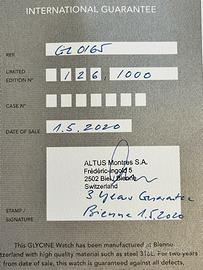 INTERNATIONAL GUARANTEE
REF. GL0165
LIMITED
EDITION N° 126, 1000
CASE N°
DATE OF SALE 1.5.2020
ALTUS Montres S.A.
Frédéric-Ingold 5
2502 Biel/Bienne
Switzerland
3 Year Guarantee
STAMP /
SIGNATURE
Bienne 1.5.2020
This GLYCINE Watch has been manufactured at Bienne
Switzerland with high quality material such as steel 316L. For two years
from date of sale, this watch is guaranteed against all defects.